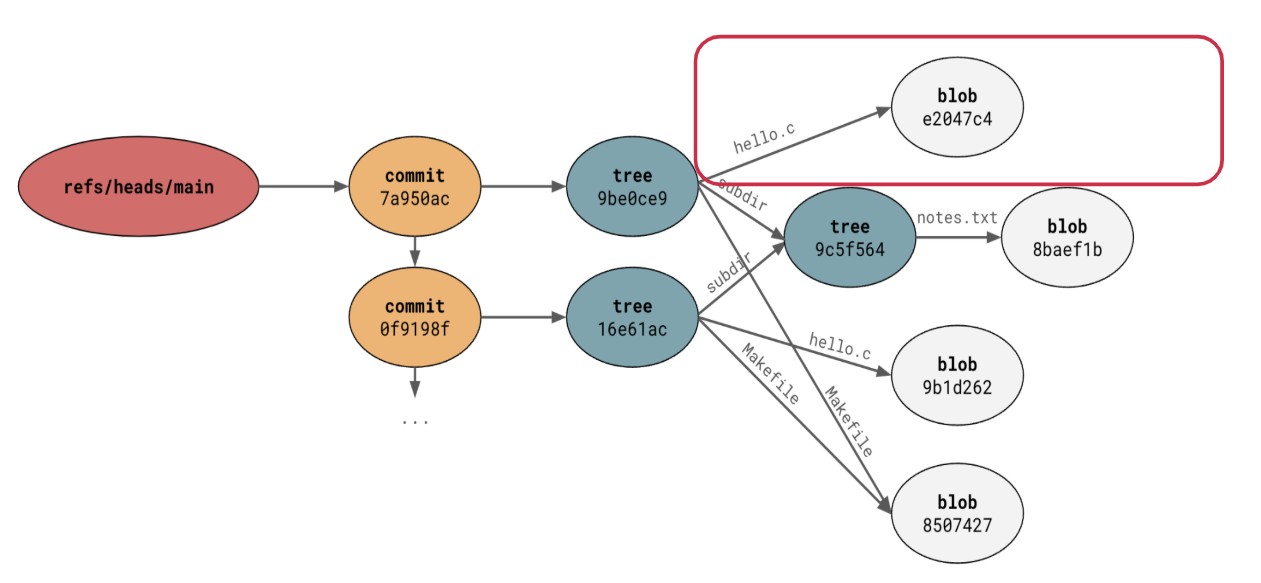 blob
e2047c4
hello.c
refs/heads/main
commit
7a950ac
tree
9be0ce9
subdir
tree
9c5f564
notes.txt
blob
8baef1b
commit
0f9198f
tree
16e61ac
subdir
hello.c
blob
9b1d262
Makefile
Makefile
...
blob
8507427